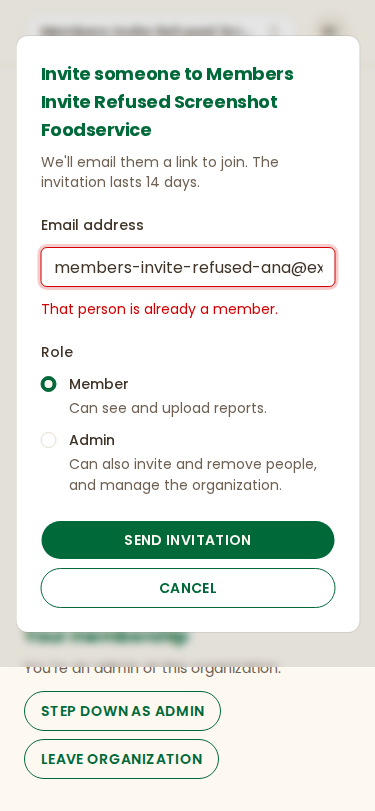 Invite someone to Members
Invite Refused Screenshot
Foodservice
We'll email them a link to join. The
invitation lasts 14 days.
Email address
members-invite-refused-ana@ex
That person is already a member.
Role
Member
Can see and upload reports.
Admin
Can also invite and remove people,
and manage the organization.
SEND INVITATION
CANCEL
Your membership
You're an admin of this organization.
STEP DOWN AS ADMIN
LEAVE ORGANIZATION